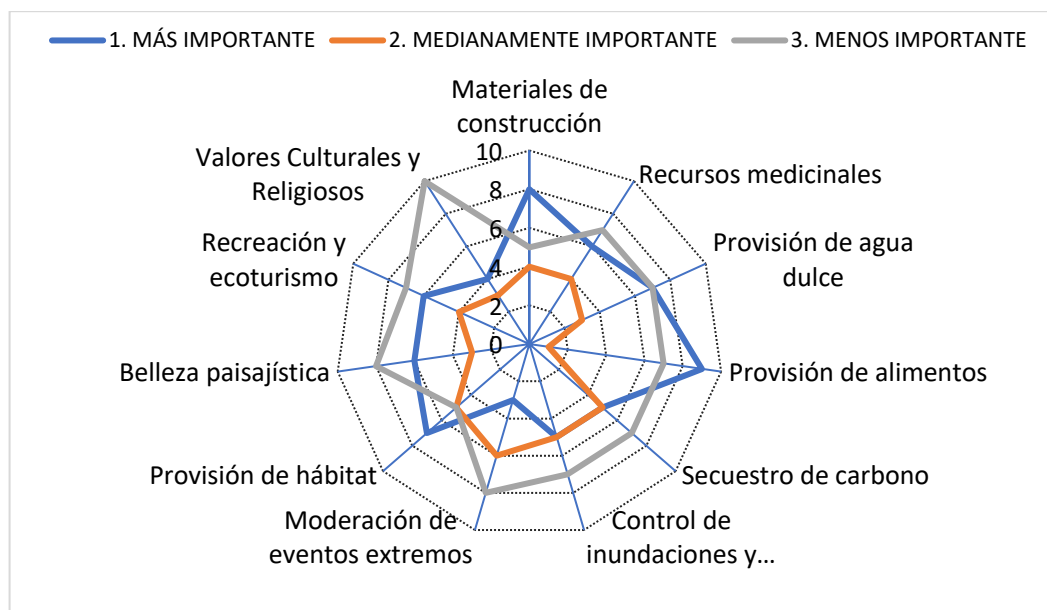 1. MÁS IMPORTANTE
2. MEDIANAMENTE IMPORTANTE
3. MENOS IMPORTANTE
Materiales de
construcción
Recursos medicinales
Provisión de agua
dulce
Provisión de alimentos
Secuestro de carbono
Control de
inundaciones y...
Moderación de
eventos extremos
Provisión de hábitat
Belleza paisajística
Recreación y
ecoturismo
Valores Culturales y
Religiosos
10
8
6
4
2
0